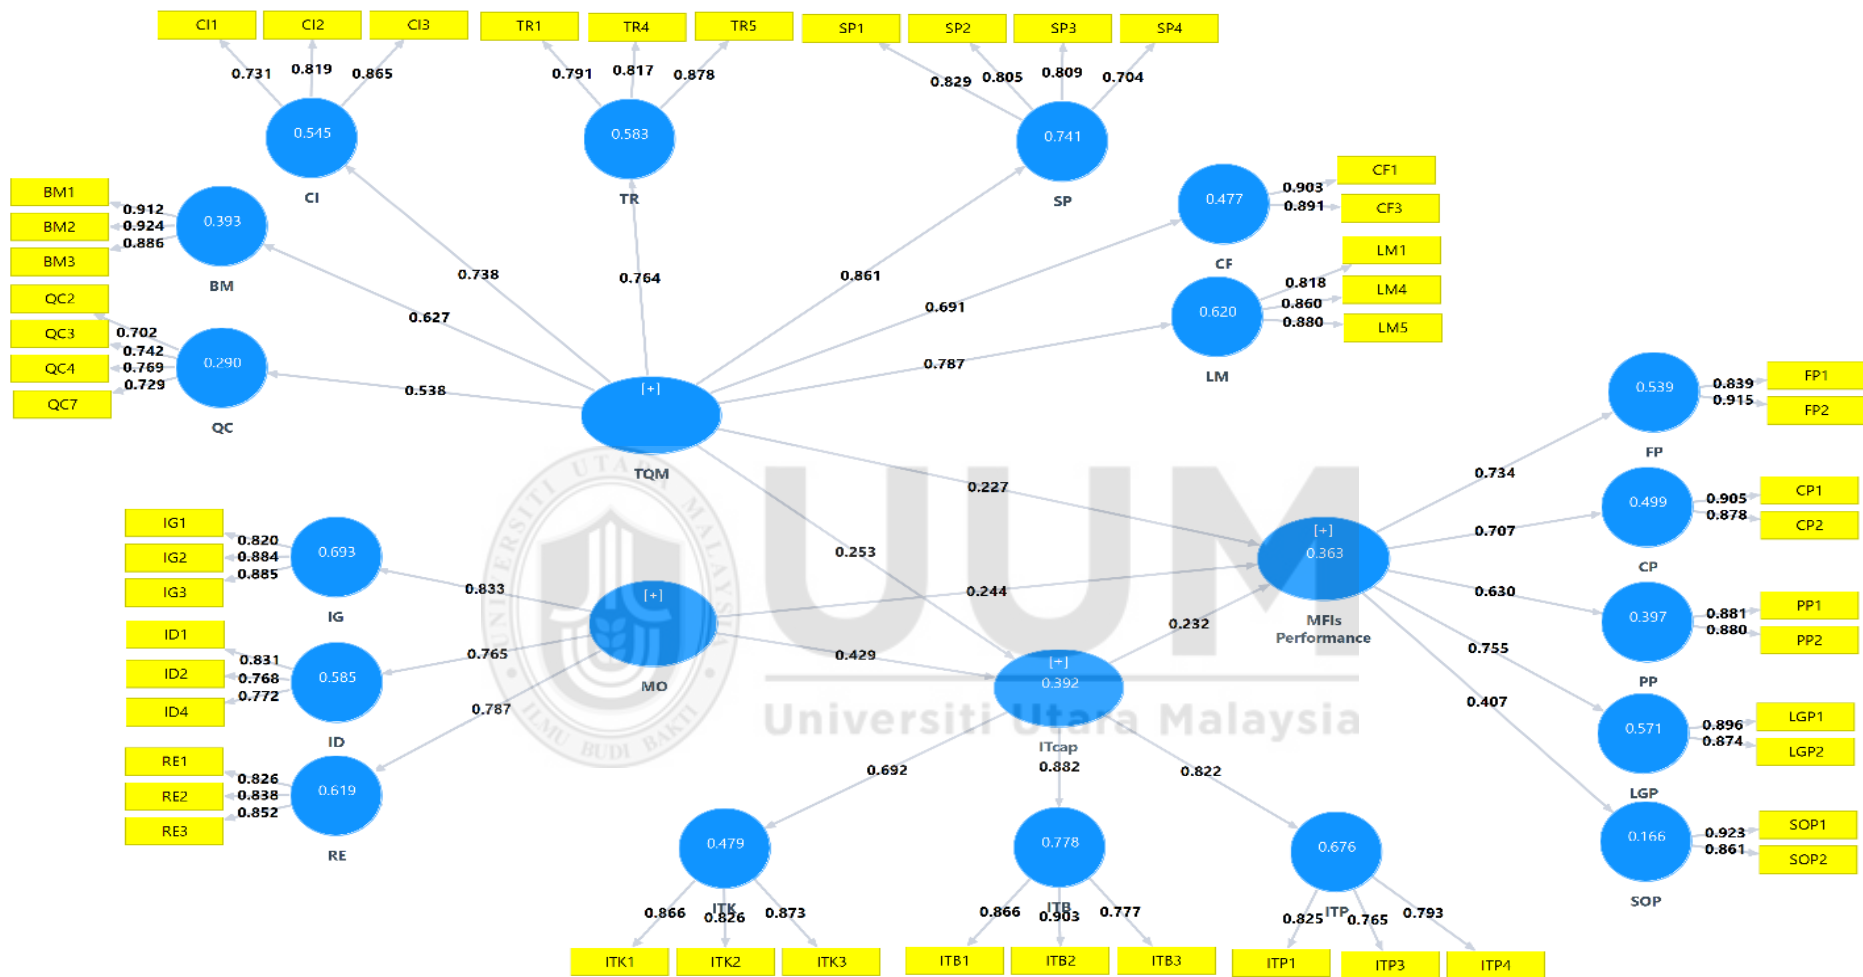 CI1
CI2
CI3
TR1
TR4
TR5
SP1
SP2
SP3
SP4
0.731
0.819
0.865
0.791
0.817
0.878
0.829
0.805
0.809
0.704
0.545
CI
0.583
TR
0.741
SP
BM1
BM2
BM3
0.912
0.924
0.886
0.393
BM
QC2
QC3
QC4
QC7
0.702
0.742
0.769
0.729
0.290
QC
CF1
CF3
0.903
0.891
0.477
CF
LM1
LM4
LM5
0.818
0.860
0.880
0.620
LM
0.738
0.764
0.861
0.691
0.627
0.787
0.538
[+]
TQM
0.227
0.253
IG1
IG2
IG3
0.820
0.884
0.885
0.693
IG
ID1
ID2
ID4
0.831
0.768
0.772
0.585
ID
RE1
RE2
RE3
0.826
0.838
0.852
0.619
RE
0.833
0.765
0.787
[+]
MO
0.244
0.429
0.232
[+]
0.363
MFIs
Performance
[+]
0.392
ITcap
0.734
0.707
0.630
0.755
0.407
0.539
FP
0.839
0.915
FP1
FP2
0.499
CP
0.905
0.878
CP1
CP2
0.397
PP
0.881
0.880
PP1
PP2
0.571
LGP
0.896
0.874
LGP1
LGP2
0.166
SOP
0.923
0.861
SOP1
SOP2
0.692
0.882
0.822
0.479
ITK
0.866
0.826
0.873
ITK1
ITK2
ITK3
0.778
ITB
0.866
0.903
0.777
ITB1
ITB2
ITB3
0.676
ITP
0.825
0.765
0.793
ITP1
ITP3
ITP4
UNIVERSITI UTARA MALAYSIA
ILMU BUDI BAKTI
UUM
Universiti Utara Malaysia